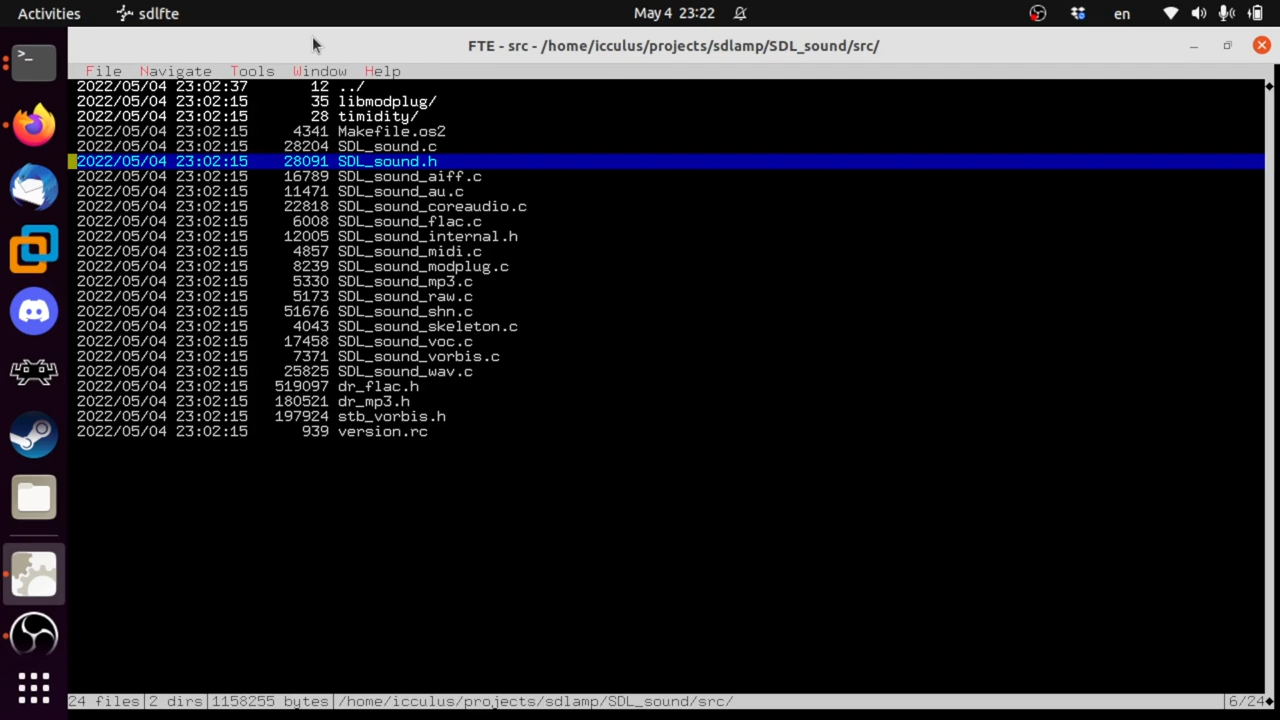 Activities sdlfte May 4 23:22 en
FTE - src - /home/icculus/projects/sdlamp/SDL_sound/src/
File Navigate Tools Window Help
2022/05/04 23:02:37 12 ../
2022/05/04 23:02:15 35 libmodplug/
2022/05/04 23:02:15 28 timidity/
2022/05/04 23:02:15 4341 Makefile.os2
2022/05/04 23:02:15 28204 SDL_sound.c
2022/05/04 23:02:15 28091 SDL_sound.h
2022/05/04 23:02:15 16789 SDL_sound_aiff.c
2022/05/04 23:02:15 11471 SDL_sound_au.c
2022/05/04 23:02:15 22818 SDL_sound_coreaudio.c
2022/05/04 23:02:15 6008 SDL_sound_flac.c
2022/05/04 23:02:15 12005 SDL_sound_internal.h
2022/05/04 23:02:15 4857 SDL_sound_midi.c
2022/05/04 23:02:15 8239 SDL_sound_modplug.c
2022/05/04 23:02:15 5330 SDL_sound_mp3.c
2022/05/04 23:02:15 5173 SDL_sound_raw.c
2022/05/04 23:02:15 51676 SDL_sound_shn.c
2022/05/04 23:02:15 4043 SDL_sound_skeleton.c
2022/05/04 23:02:15 17458 SDL_sound_voc.c
2022/05/04 23:02:15 7371 SDL_sound_vorbis.c
2022/05/04 23:02:15 25825 SDL_sound_wav.c
2022/05/04 23:02:15 519097 dr_flac.h
2022/05/04 23:02:15 180521 dr_mp3.h
2022/05/04 23:02:15 197924 stb_vorbis.h
2022/05/04 23:02:15 939 version.rc
24 files|2 dirs|1158255 bytes|/home/icculus/projects/sdlamp/SDL_sound/src/ |6/24